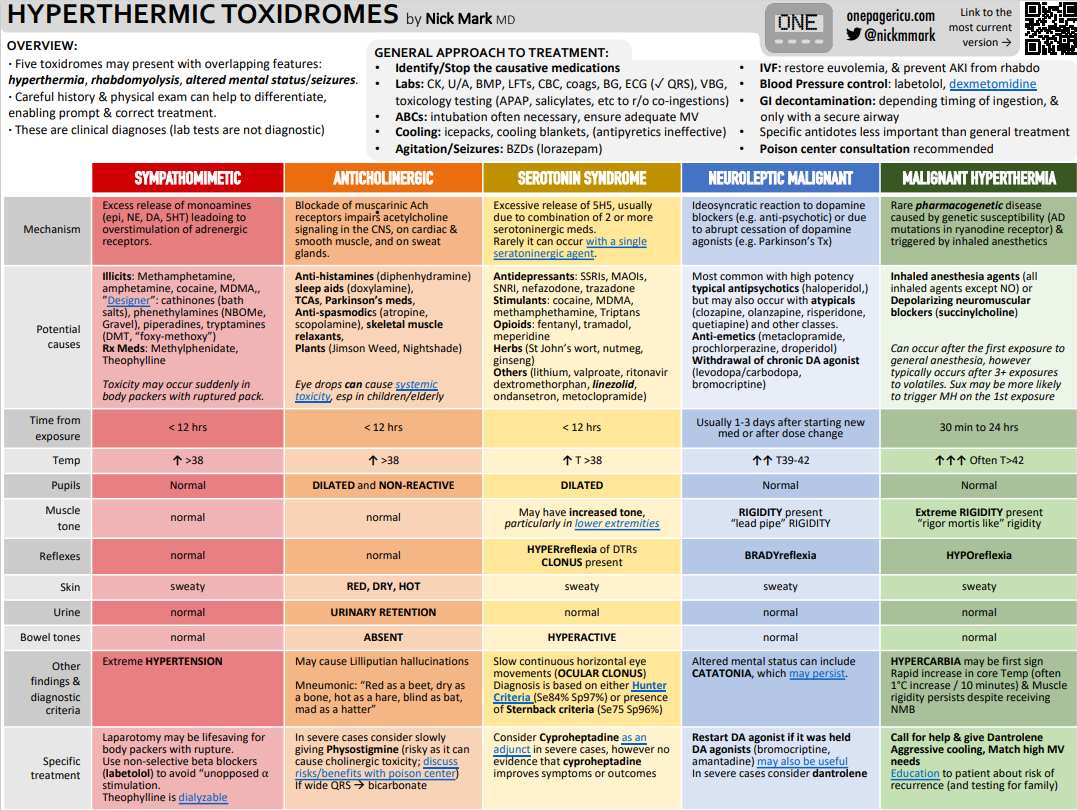 HYPERTHERMIC TOXIDROMES by Nick Mark MD
ONE
onepagericu.com
@nickmmark
Link to the
most current
version →
OVERVIEW:
· Five toxidromes may present with overlapping features:
hyperthermia, rhabdomyolysis, altered mental status/seizures.
· Careful history & physical exam can help to differentiate,
enabling prompt & correct treatment.
· These are clinical diagnoses (lab tests are not diagnostic)
GENERAL APPROACH TO TREATMENT:
• Identify/Stop the causative medications
• Labs: CK, U/A, BMP, LFTs, CBC, coags, BG, ECG (√ QRS), VBG,
toxicology testing (APAP, salicylates, etc to r/o co-ingestions)
• ABCs: intubation often necessary, ensure adequate MV
• Cooling: icepacks, cooling blankets, (antipyretics ineffective)
• Agitation/Seizures: BZDs (lorazepam)
• IVF: restore euvolemia, & prevent AKI from rhabdo
• Blood Pressure control: labetolol, dexmetomidine
• GI decontamination: depending timing of ingestion, &
only with a secure airway
• Specific antidotes less important than general treatment
• Poison center consultation recommended
SYMPATHOMIMETIC
ANTICHOLINERGIC
SEROTONIN SYNDROME
NEUROLEPTIC MALIGNANT
MALIGNANT HYPERTHERMIA
Mechanism
Excess release of monoamines
(epi, NE, DA, 5HT) leadoing to
overstimulation of adrenergic
receptors.
Blockade of muscarinic Ach
receptors impairs acetylcholine
signaling in the CNS, on cardiac &
smooth muscle, and on sweat
glands.
Excessive release of 5H5, usually
due to combination of 2 or more
serotoninergic meds.
Rarely it can occur with a single
seratoninergic agent.
Ideosyncratic reaction to dopamine
blockers (e.g. anti-psychotic) or due
to abrupt cessation of dopamine
agonists (e.g. Parkinson's Tx)
Rare pharmacogenetic disease
caused by genetic susceptibility (AD
mutations in ryanodine receptor) &
triggered by inhaled anesthetics
Potential
causes
Illicits: Methamphetamine,
amphetamine, cocaine, MDMA,,
"Designer": cathinones (bath
salts), phenethylamines (NBOMe,
Gravel), piperadines, tryptamines
(DMT, "foxy-methoxy")
Rx Meds: Methylphenidate,
Theophylline
Toxicity may occur suddenly in
body packers with ruptured pack.
Anti-histamines (diphenhydramine)
sleep aids (doxylamine),
TCAs, Parkinson's meds,
Anti-spasmodics (atropine,
scopolamine), skeletal muscle
relaxants,
Plants (Jimson Weed, Nightshade)
Eye drops can cause systemic
toxicity, esp in children/elderly
Antidepressants: SSRIs, MAOIs,
SNRI, nefazodone, trazadone
Stimulants: cocaine, MDMA,
methamphethamine, Triptans
Opioids: fentanyl, tramadol,
meperidine
Herbs (St John's wort, nutmeg,
ginseng)
Others (lithium, valproate, ritonavir
dextromethorphan, linezolid,
ondansetron, metoclopramide)
Most common with high potency
typical antipsychotics (haloperidol,)
but may also occur with atypicals
(clozapine, olanzapine, risperidone,
quetiapine) and other classes.
Anti-emetics (metaclopramide,
prochlorperazine, droperidol)
Withdrawal of chronic DA agonist
(levodopa/carbodopa,
bromocriptine)
Inhaled anesthesia agents (all
inhaled agents except NO) or
Depolarizing neuromuscular
blockers (succinylcholine)
Can occur after the first exposure to
general anesthesia, however
typically occurs after 3+ exposures
to volatiles. Sux may be more likely
to trigger MH on the 1st exposure
Time from
exposure
< 12 hrs
< 12 hrs
< 12 hrs
Usually 1-3 days after starting new
med or after dose change
30 min to 24 hrs
Temp
↑ >38
↑ >38
↑ T >38
↑↑ T39-42
↑↑↑ Often T>42
Pupils
Normal
DILATED and NON-REACTIVE
DILATED
Normal
Normal
Muscle
tone
normal
normal
May have increased tone,
particularly in lower extremities
RIGIDITY present
"lead pipe" RIGIDITY
Extreme RIGIDITY present
"rigor mortis like" rigidity
Reflexes
normal
normal
HYPERreflexia of DTRs
CLONUS present
BRADYreflexia
HYPOreflexia
Skin
sweaty
RED, DRY, HOT
sweaty
sweaty
sweaty
Urine
normal
URINARY RETENTION
normal
normal
normal
Bowel tones
normal
ABSENT
HYPERACTIVE
normal
normal
Other
findings &
diagnostic
criteria
Extreme HYPERTENSION
May cause Lilliputian hallucinations
Mneumonic: "Red as a beet, dry as
a bone, hot as a hare, blind as bat,
mad as a hatter"
Slow continuous horizontal eye
movements (OCULAR CLONUS)
Diagnosis is based on either Hunter
Criteria (Se84% Sp97%) or presence
of Sternback criteria (Se75 Sp96%)
Altered mental status can include
CATATONIA, which may persist.
HYPERCARBIA may be first sign
Rapid increase in core Temp (often
1°C increase / 10 minutes) & Muscle
rigidity persists despite receiving
NMB
Specific
treatment
Laparotomy may be lifesaving for
body packers with rupture.
Use non-selective beta blockers
(labetolol) to avoid "unopposed α
stimulation.
Theophylline is dialyzable
In severe cases consider slowly
giving Physostigmine (risky as it can
cause cholinergic toxicity; discuss
risks/benefits with poison center)
If wide QRS → bicarbonate
Consider Cyproheptadine as an
adjunct in severe cases, however no
evidence that cyproheptadine
improves symptoms or outcomes
Restart DA agonist if it was held
DA agonists (bromocriptine,
amantadine) may also be useful
In severe cases consider dantrolene
Call for help & give Dantrolene
Aggressive cooling, Match high MV
needs
Education to patient about risk of
recurrence (and testing for family)